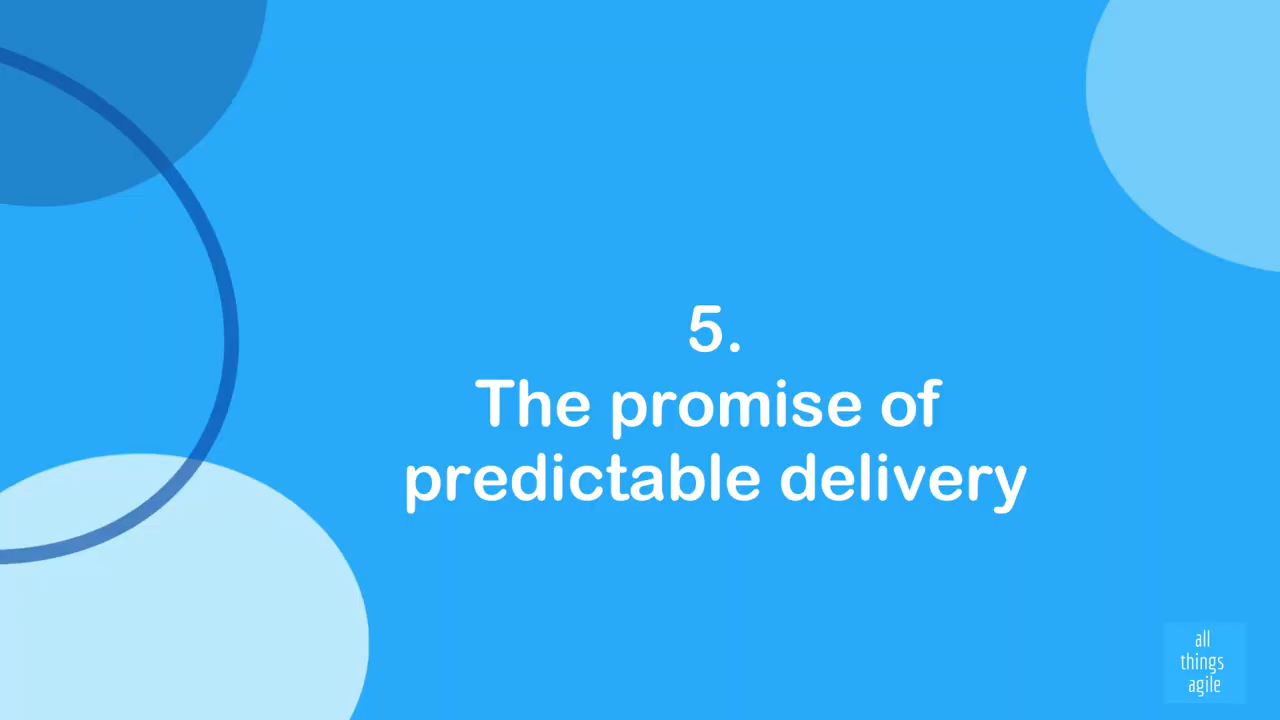 5.
The promise of
predictable delivery
all
things
agile